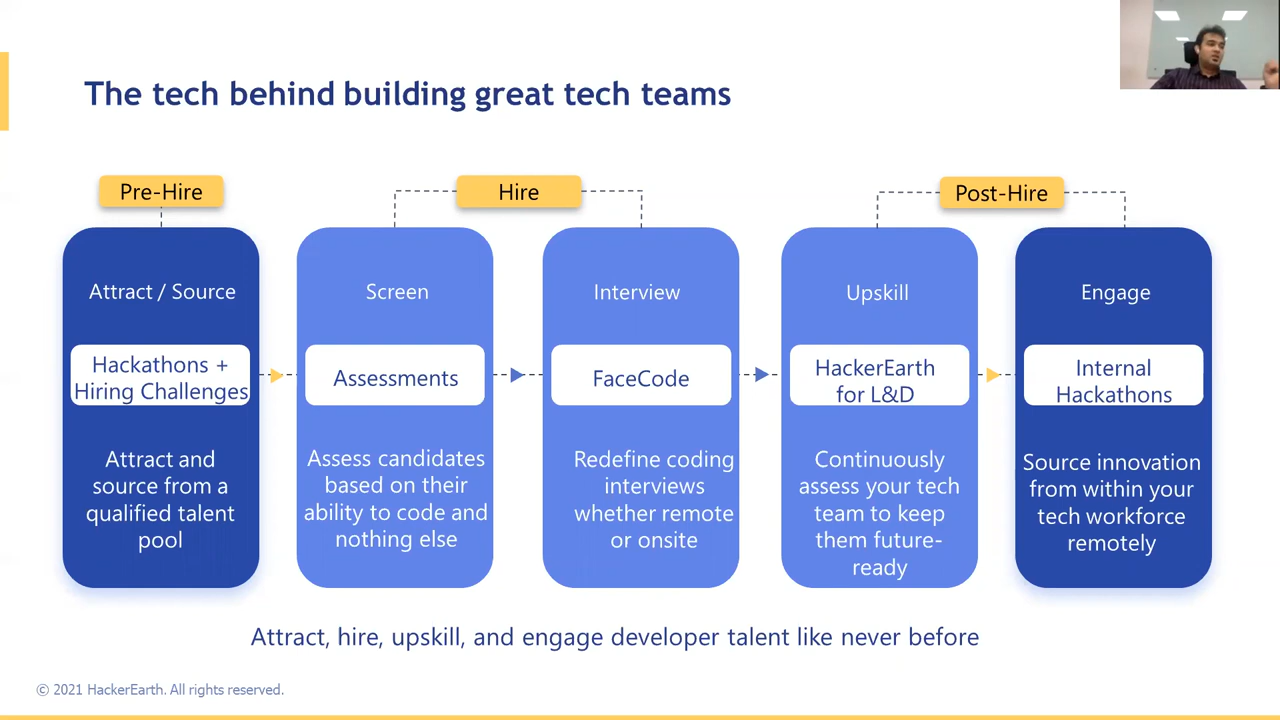 The tech behind building great tech teams
Pre-Hire
Hire
Post-Hire
Attract / Source
Hackathons +
Hiring Challenges
Attract and
source from a
qualified talent
pool
Screen
Assessments
Assess candidates
based on their
ability to code and
nothing else
Interview
FaceCode
Redefine coding
interviews
whether remote
or onsite
Upskill
HackerEarth
for L&D
Continuously
assess your tech
team to keep
them future-
ready
Engage
Internal
Hackathons
Source innovation
from within your
tech workforce
remotely
Attract, hire, upskill, and engage developer talent like never before
© 2021 HackerEarth. All rights reserved.